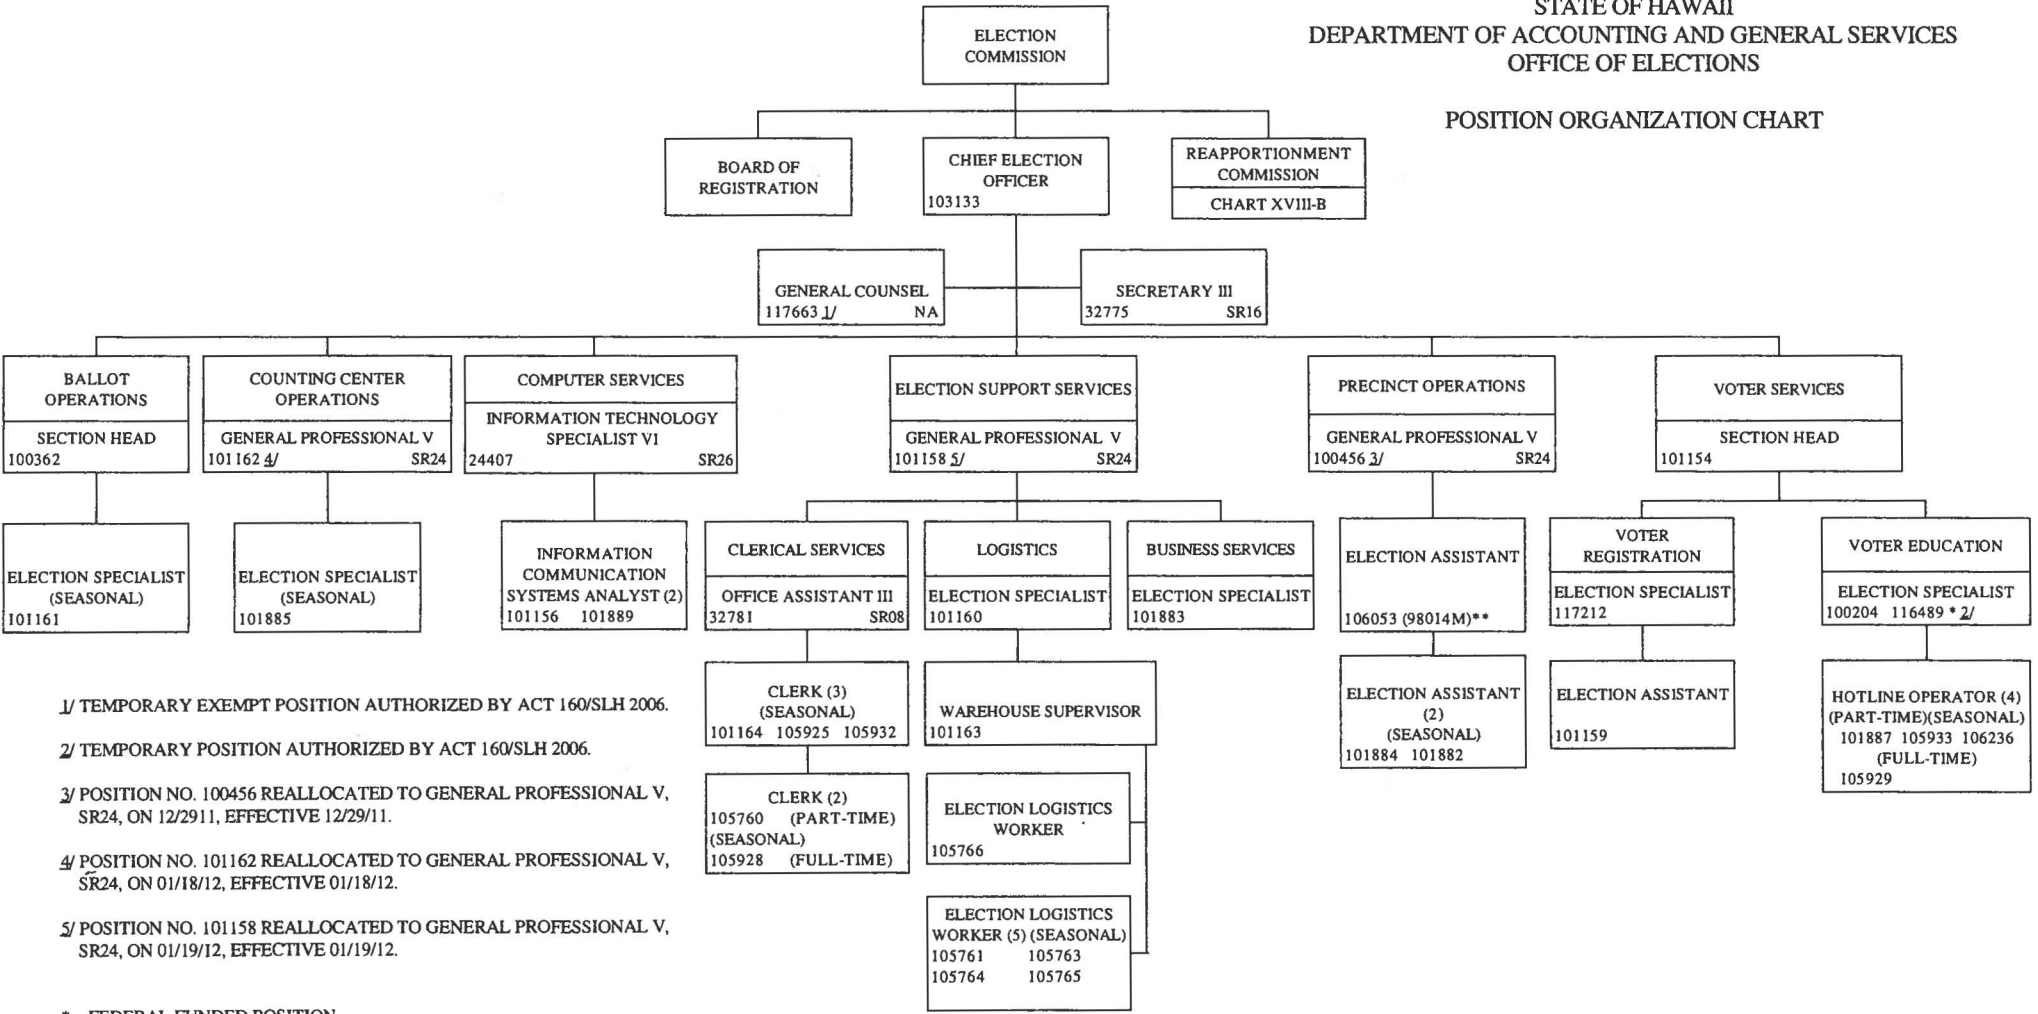 STATE OF HAWAII
DEPARTMENT OF ACCOUNTING AND GENERAL SERVICES
OFFICE OF ELECTIONS
POSITION ORGANIZATION CHART
ELECTION
COMMISSION
BOARD OF
REGISTRATION
CHIEF ELECTION
OFFICER
103133
REAPPORTIONMENT
COMMISSION
CHART XVIII-B
GENERAL COUNSEL
117663 1/ NA
SECRETARY III
32775 SR16
BALLOT
OPERATIONS
SECTION HEAD
100362
COUNTING CENTER
OPERATIONS
GENERAL PROFESSIONAL V
101162 4/ SR24
COMPUTER SERVICES
INFORMATION TECHNOLOGY
SPECIALIST V1
24407 SR26
ELECTION SUPPORT SERVICES
GENERAL PROFESSIONAL V
101158 5/ SR24
PRECINCT OPERATIONS
GENERAL PROFESSIONAL V
100456 3/ SR24
VOTER SERVICES
SECTION HEAD
101154
ELECTION SPECIALIST
(SEASONAL)
101161
ELECTION SPECIALIST
(SEASONAL)
101885
INFORMATION
COMMUNICATION
SYSTEMS ANALYST (2)
101156 101889
CLERICAL SERVICES
OFFICE ASSISTANT III
32781 SR08
LOGISTICS
ELECTION SPECIALIST
101160
BUSINESS SERVICES
ELECTION SPECIALIST
101883
ELECTION ASSISTANT
106053 (98014M)**
VOTER
REGISTRATION
ELECTION SPECIALIST
117212
VOTER EDUCATION
ELECTION SPECIALIST
100204 116489 * 2/
CLERK (3)
(SEASONAL)
101164 105925 105932
WAREHOUSE SUPERVISOR
101163
ELECTION ASSISTANT
(2)
(SEASONAL)
101884 101882
ELECTION ASSISTANT
101159
HOTLINE OPERATOR (4)
(PART-TIME)(SEASONAL)
101887 105933 106236
(FULL-TIME)
105929
CLERK (2)
105760 (PART-TIME)
(SEASONAL)
105928 (FULL-TIME)
ELECTION LOGISTICS
WORKER
105766
ELECTION LOGISTICS
WORKER (5) (SEASONAL)
105761 105763
105764 105765
1/ TEMPORARY EXEMPT POSITION AUTHORIZED BY ACT 160/SLH 2006.
2/ TEMPORARY POSITION AUTHORIZED BY ACT 160/SLH 2006.
3/ POSITION NO. 100456 REALLOCATED TO GENERAL PROFESSIONAL V,
SR24, ON 12/2911, EFFECTIVE 12/29/11.
4/ POSITION NO. 101162 REALLOCATED TO GENERAL PROFESSIONAL V,
SR24, ON 01/18/12, EFFECTIVE 01/18/12.
5/ POSITION NO. 101158 REALLOCATED TO GENERAL PROFESSIONAL V,
SR24, ON 01/19/12, EFFECTIVE 01/19/12.
* FEDERAL FUNDED POSITION